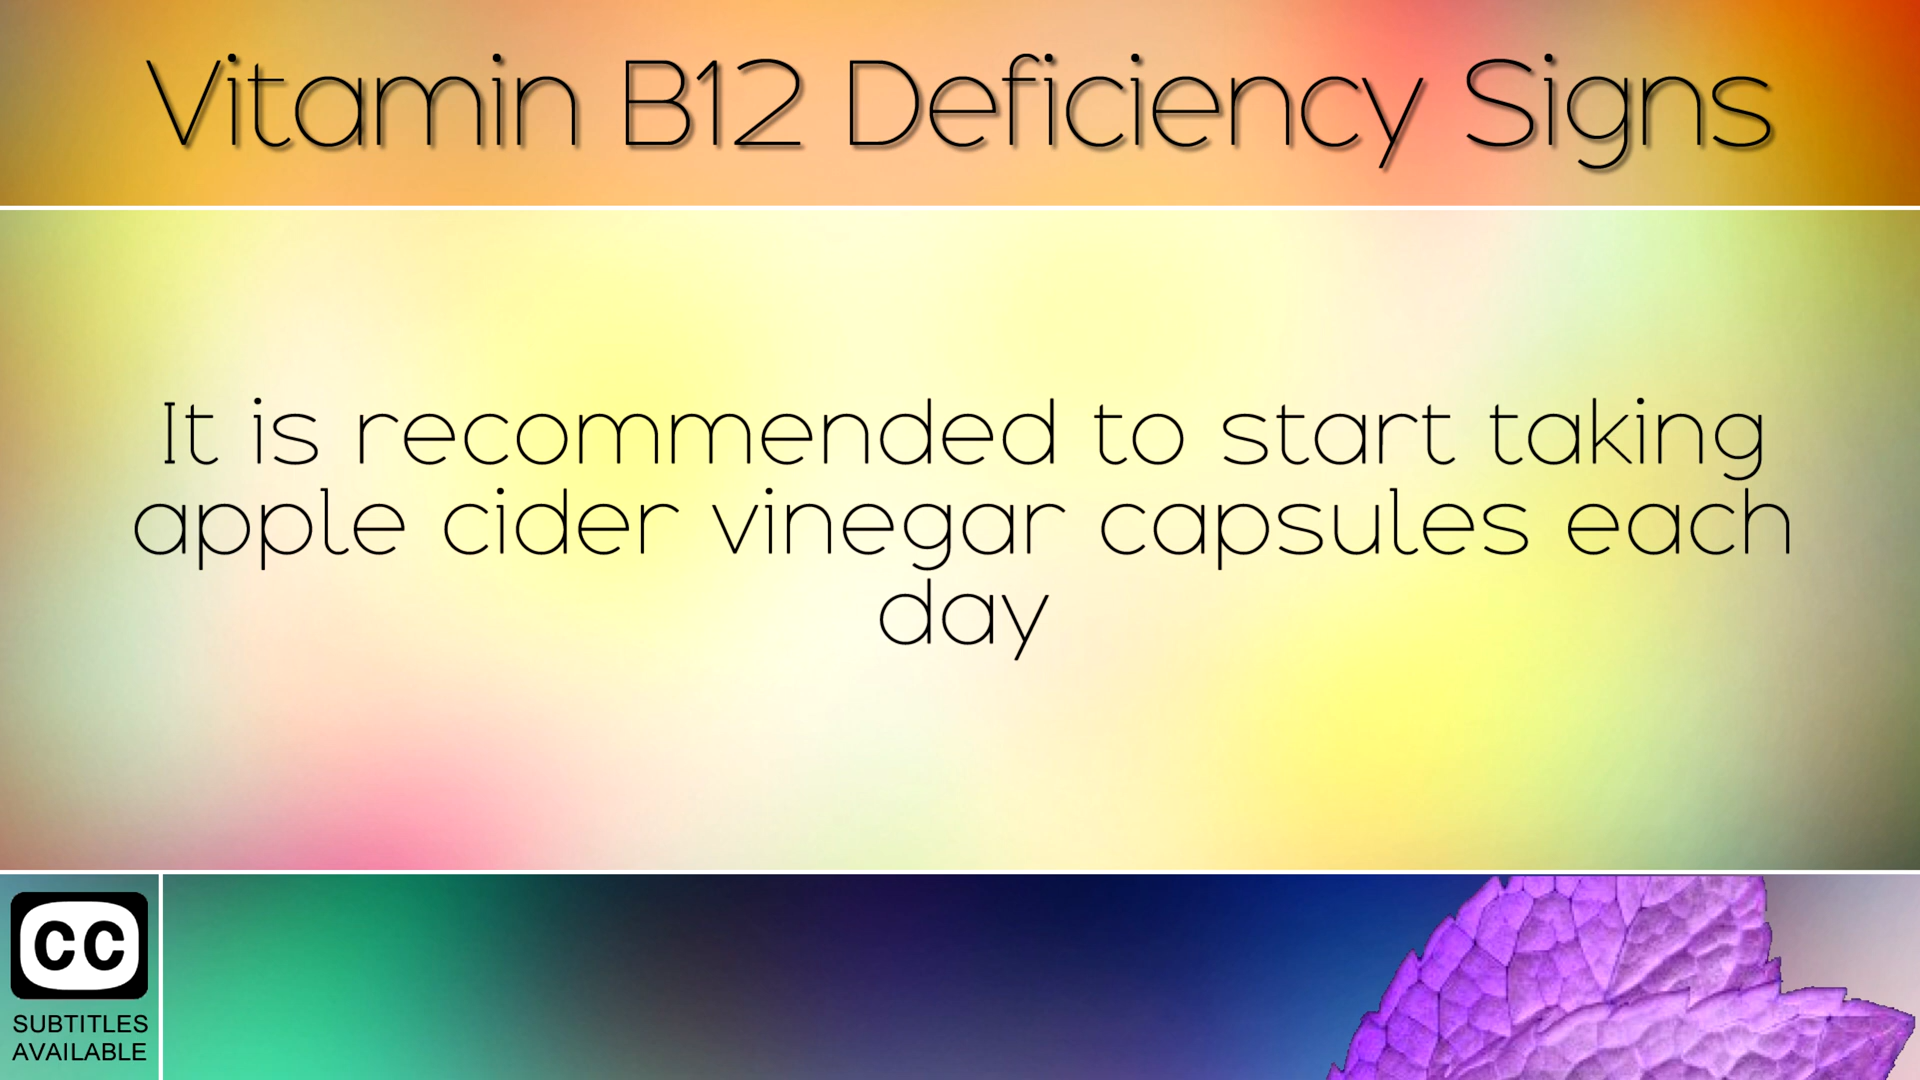 Vitamin B12 Deficiency Signs
It is recommended to start taking
apple cider vinegar capsules each
day
CC
SUBTITLES
AVAILABLE